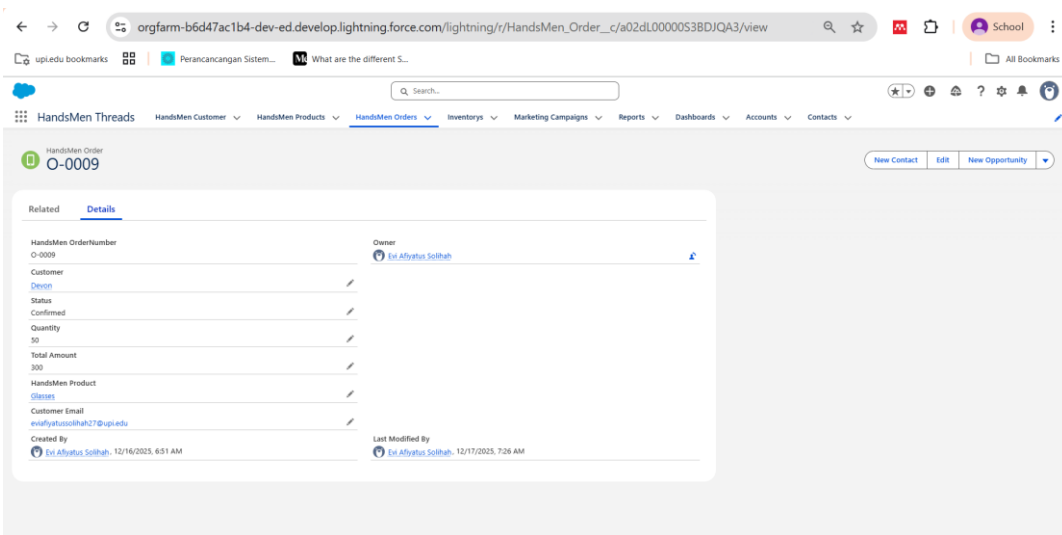 orgfarm-b6d47ac1b4-dev-ed.develop.lightning.force.com/lightning/r/HandsMen_Order__c/a02dL00000S3BDJQA3/view School
upi.edu bookmarks Perancancangan Sistem... What are the different S... All Bookmarks
Search...
HandsMen Threads HandsMen Customer HandsMen Products HandsMen Orders Inventorys Marketing Campaigns Reports Dashboards Accounts Contacts
HandsMen Order
O-0009
New Contact Edit New Opportunity
Related Details
HandsMen OrderNumber Owner
O-0009 Evi Afiyatus Solihah
Customer
Devon
Status
Confirmed
Quantity
50
Total Amount
300
HandsMen Product
Glasses
Customer Email
eviafiyatussolihah27@upi.edu
Created By Last Modified By
Evi Afiyatus Solihah, 12/16/2025, 6:51 AM Evi Afiyatus Solihah, 12/17/2025, 7:26 AM